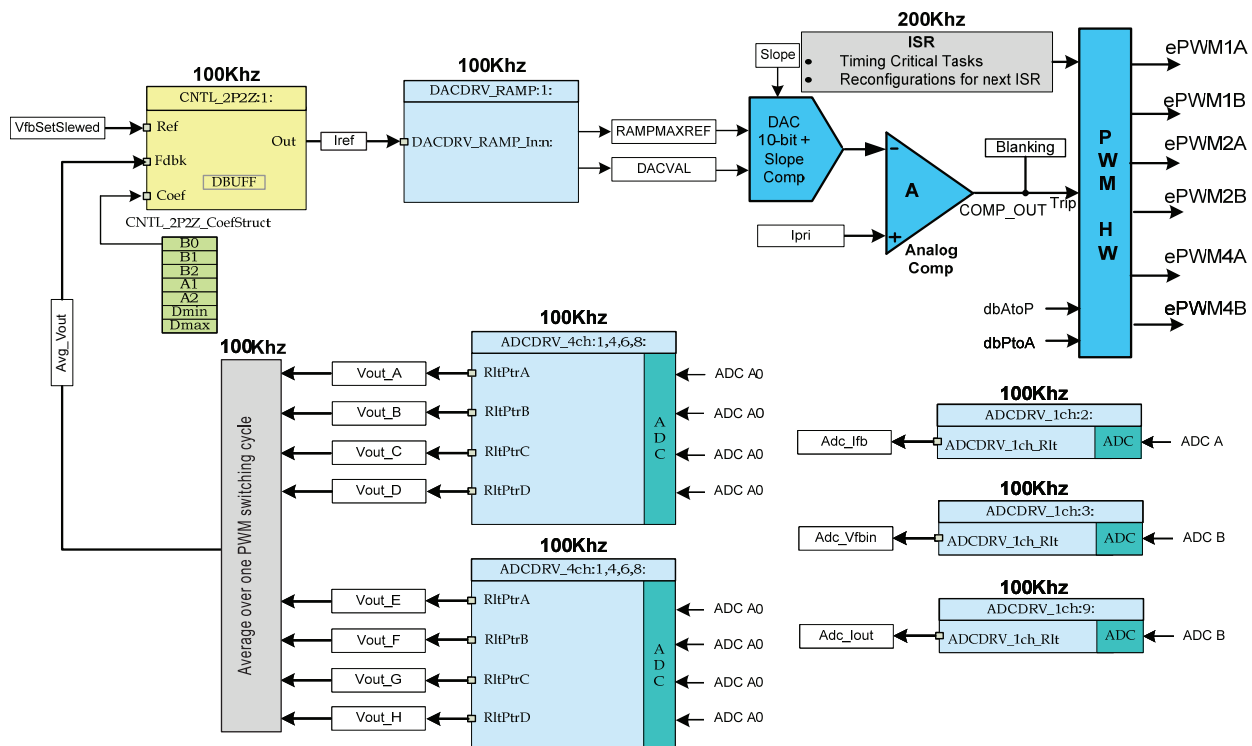 200Khz
ISR
• Timing Critical Tasks
• Reconfigurations for next ISR
Slope
100Khz
CNTL_2P2Z:1:
VfbSetSlewed
Ref
Fdbk
Coef
Out
DBUFF
CNTL_2P2Z_CoefStruct
B0
B1
B2
A1
A2
Dmin
Dmax
Iref
100Khz
DACDRV_RAMP:1:
DACDRV_RAMP_In:n:
RAMPMAXREF
DACVAL
DAC
10-bit +
Slope
Comp
-
A
+
Ipri
Analog
Comp
COMP_OUT
Blanking
Trip
PWM HW
dbAtoP
dbPtoA
ePWM1A
ePWM1B
ePWM2A
ePWM2B
ePWM4A
ePWM4B
Avg_Vout
100Khz
Average over one PWM switching cycle
Vout_A
Vout_B
Vout_C
Vout_D
100Khz
ADCDRV_4ch:1,4,6,8:
RltPtrA
RltPtrB
RltPtrC
RltPtrD
ADC
ADC A0
ADC A0
ADC A0
ADC A0
Vout_E
Vout_F
Vout_G
Vout_H
100Khz
ADCDRV_4ch:1,4,6,8:
RltPtrA
RltPtrB
RltPtrC
RltPtrD
ADC
ADC A0
ADC A0
ADC A0
ADC A0
100Khz
ADCDRV_1ch:2:
Adc_Ifb
ADCDRV_1ch_Rlt
ADC
ADC A
100Khz
ADCDRV_1ch:3:
Adc_Vfbin
ADCDRV_1ch_Rlt
ADC
ADC B
100Khz
ADCDRV_1ch:9:
Adc_Iout
ADCDRV_1ch_Rlt
ADC
ADC B